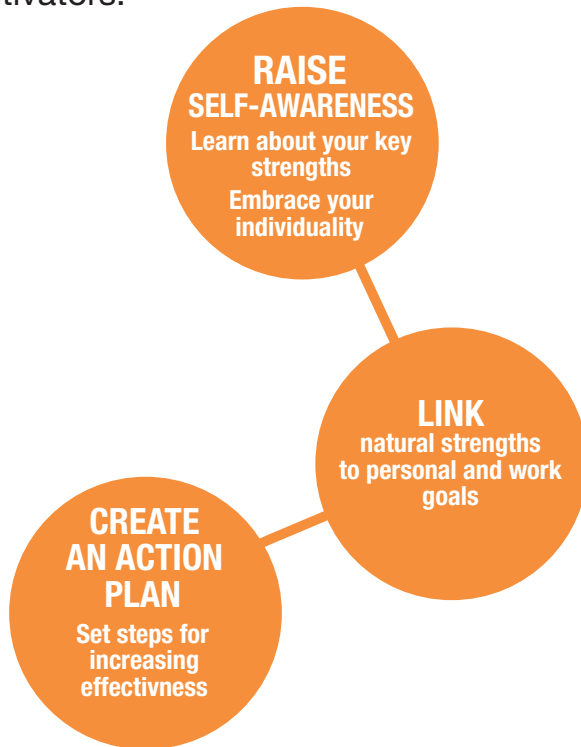 tivators.
RAISE
SELF-AWARENESS
Learn about your key
strengths
Embrace your
individuality
LINK
natural strengths
to personal and work
goals
CREATE
AN ACTION
PLAN
Set steps for
increasing
effectivness